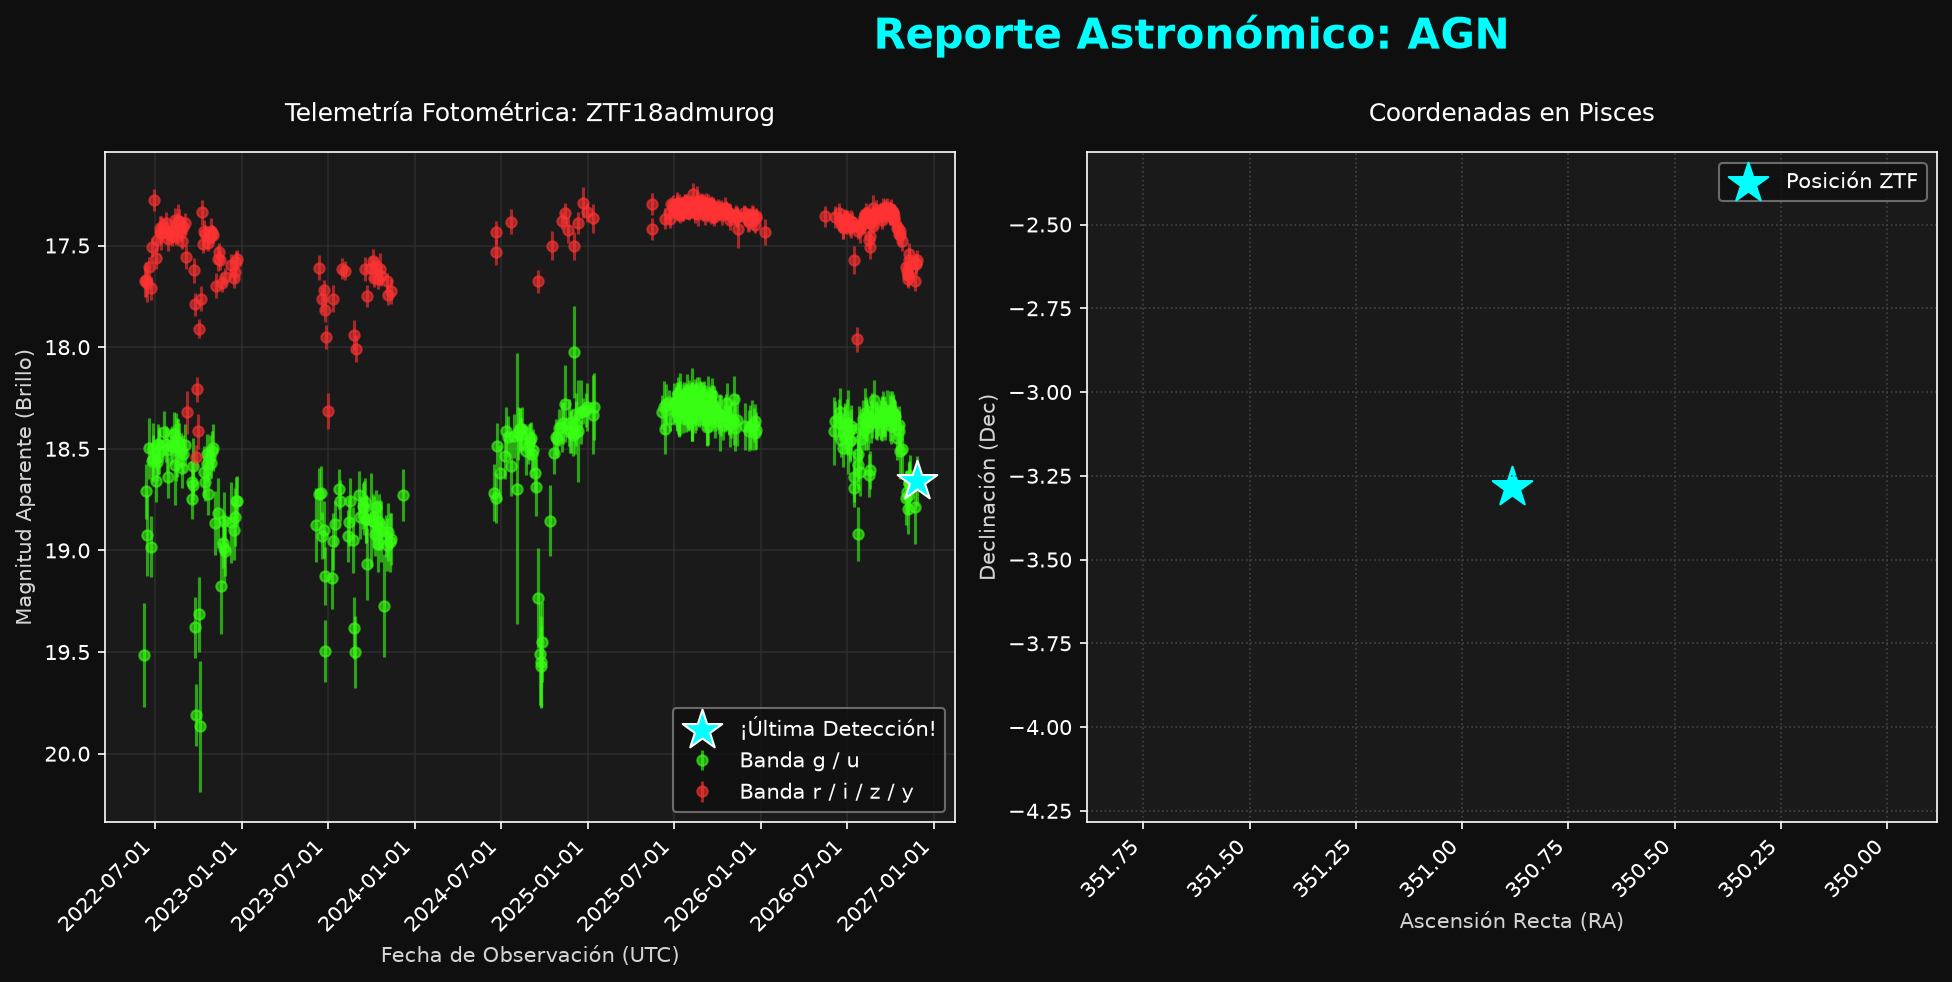 Reporte Astronómico: AGN
Telemetría Fotométrica: ZTF18admurog
Magnitud Aparente (Brillo)
17.5
18.0
18.5
19.0
19.5
20.0
¡Última Detección!
Banda g / u
Banda r / i / z / y
2022-07-01
2023-01-01
2023-07-01
2024-01-01
2024-07-01
2025-01-01
2025-07-01
2026-01-01
2026-07-01
2027-01-01
Fecha de Observación (UTC)
Coordenadas en Pisces
Posición ZTF
Declinación (Dec)
−2.50
−2.75
−3.00
−3.25
−3.50
−3.75
−4.00
−4.25
351.75
351.50
351.25
351.00
350.75
350.50
350.25
350.00
Ascensión Recta (RA)